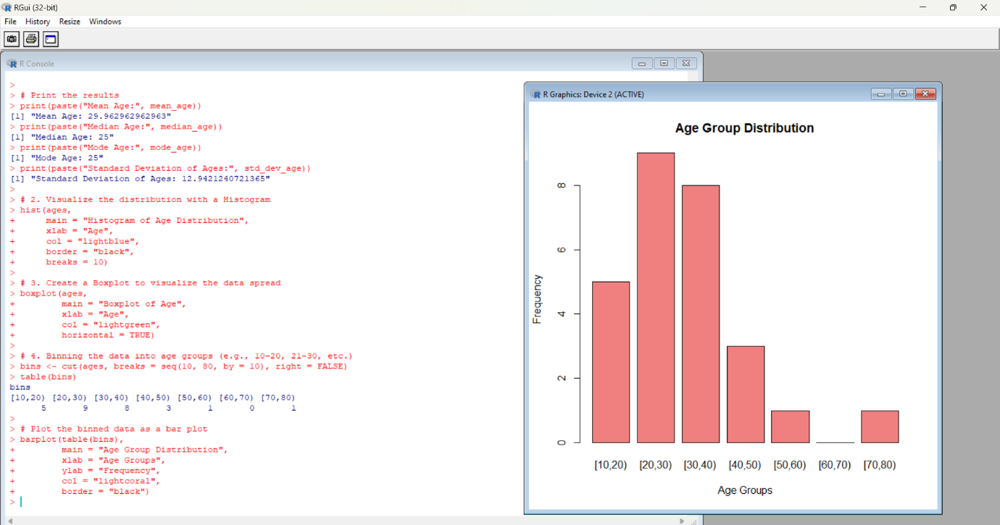 RGui (32-bit)
File History Resize Windows
R Console
>
> # Print the results
> print(paste("Mean Age:", mean_age))
[1] "Mean Age: 29.962962962963"
> print(paste("Median Age:", median_age))
[1] "Median Age: 25"
> print(paste("Mode Age:", mode_age))
[1] "Mode Age: 25"
> print(paste("Standard Deviation of Ages:", std_dev_age))
[1] "Standard Deviation of Ages: 12.9421240721365"
>
> # 2. Visualize the distribution with a Histogram
> hist(ages,
+      main = "Histogram of Age Distribution",
+      xlab = "Age",
+      col = "lightblue",
+      border = "black",
+      breaks = 10)
>
> # 3. Create a Boxplot to visualize the data spread
> boxplot(ages,
+         main = "Boxplot of Age",
+         xlab = "Age",
+         col = "lightgreen",
+         horizontal = TRUE)
>
> # 4. Binning the data into age groups (e.g., 10-20, 21-30, etc.)
> bins <- cut(ages, breaks = seq(10, 80, by = 10), right = FALSE)
> table(bins)
bins
[10,20) [20,30) [30,40) [40,50) [50,60) [60,70) [70,80)
      5       9       8       3       1       0       1
>
> # Plot the binned data as a bar plot
> barplot(table(bins),
+         main = "Age Group Distribution",
+         xlab = "Age Groups",
+         ylab = "Frequency",
+         col = "lightcoral",
+         border = "black")
>
R Graphics: Device 2 (ACTIVE)
Age Group Distribution
Frequency
8
6
4
2
0
[10,20) [20,30) [30,40) [40,50) [50,60) [60,70) [70,80)
Age Groups